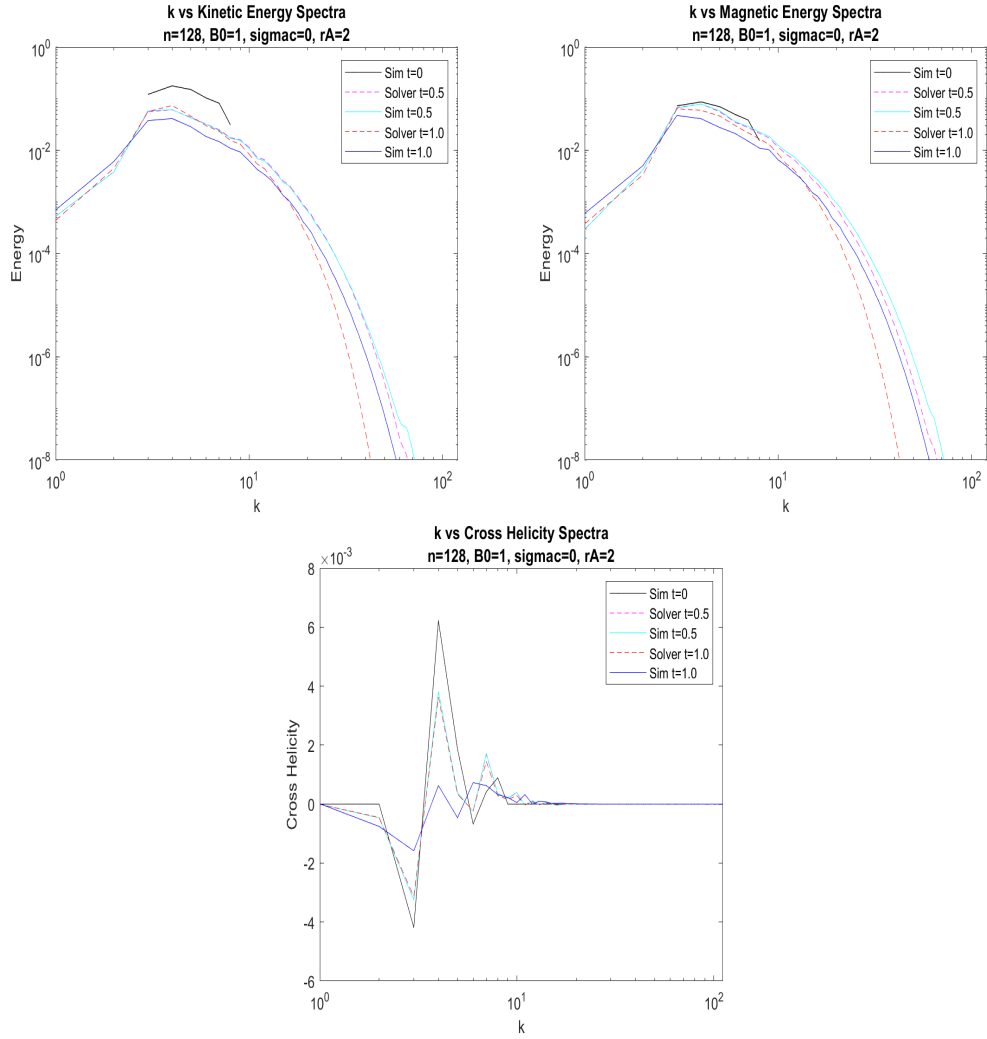 k vs Kinetic Energy Spectra
n=128, B0=1, sigmac=0, rA=2
10^0
10^-2
10^-4
10^-6
10^-8
Energy
10^0
10^1
10^2
k
Sim t=0
Solver t=0.5
Sim t=0.5
Solver t=1.0
Sim t=1.0
k vs Magnetic Energy Spectra
n=128, B0=1, sigmac=0, rA=2
10^0
10^-2
10^-4
10^-6
10^-8
Energy
10^0
10^1
10^2
k
Sim t=0
Solver t=0.5
Sim t=0.5
Solver t=1.0
Sim t=1.0
k vs Cross Helicity Spectra
n=128, B0=1, sigmac=0, rA=2
×10^-3
8
6
4
2
0
-2
-4
-6
Cross Helicity
10^0
10^1
10^2
k
Sim t=0
Solver t=0.5
Sim t=0.5
Solver t=1.0
Sim t=1.0